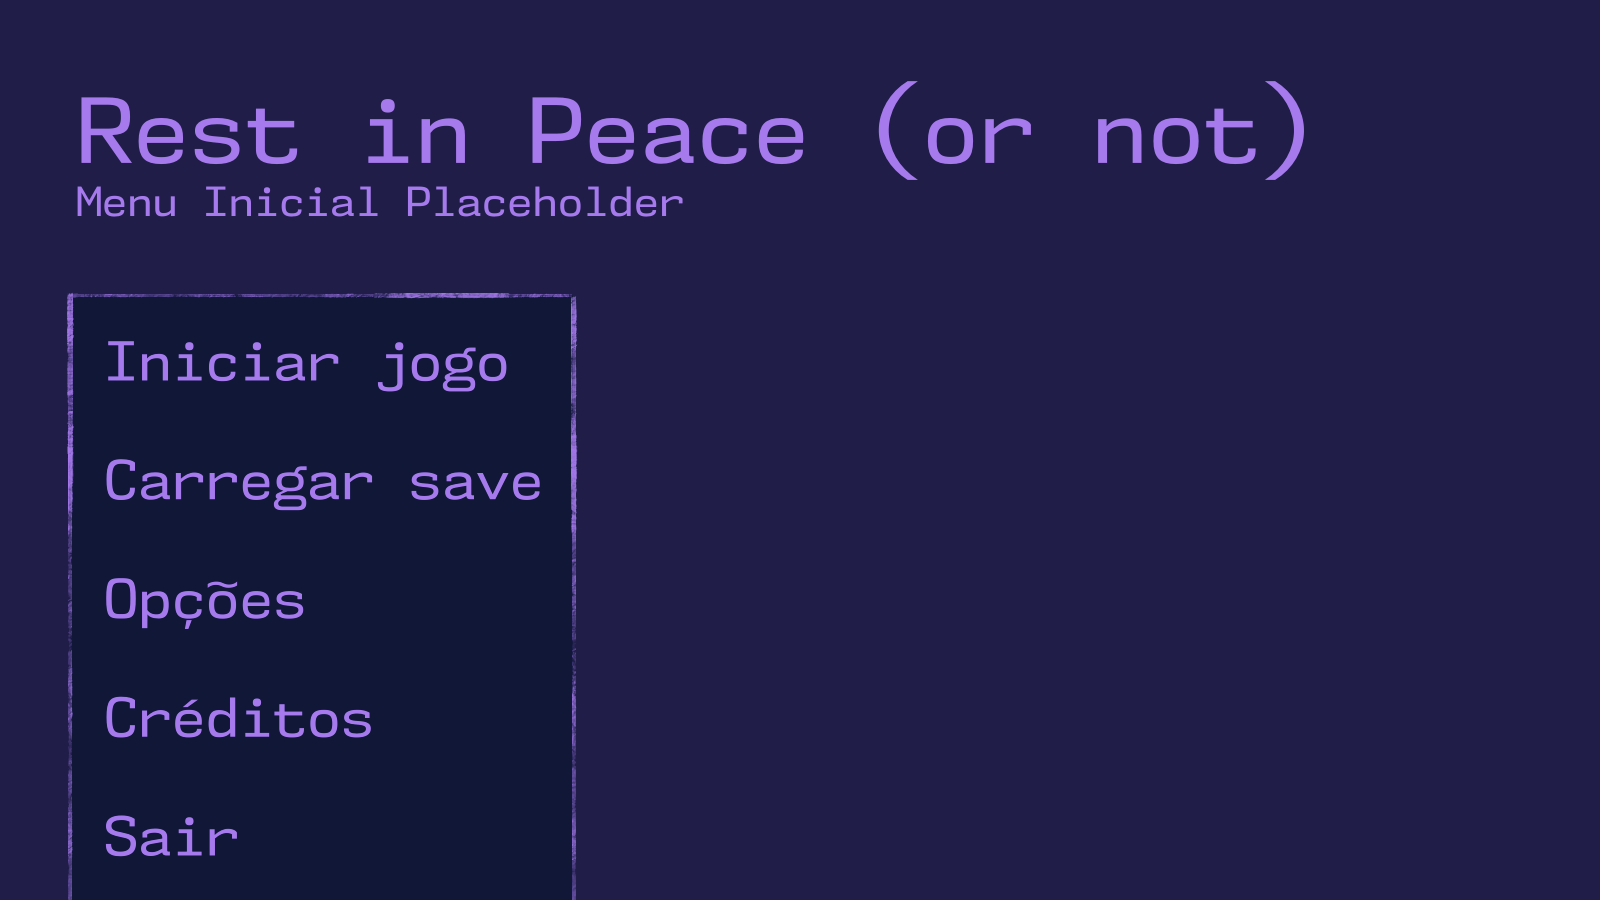 Rest in Peace (or not)
Menu Inicial Placeholder
Iniciar jogo
Carregar save
Opções
Créditos
Sair